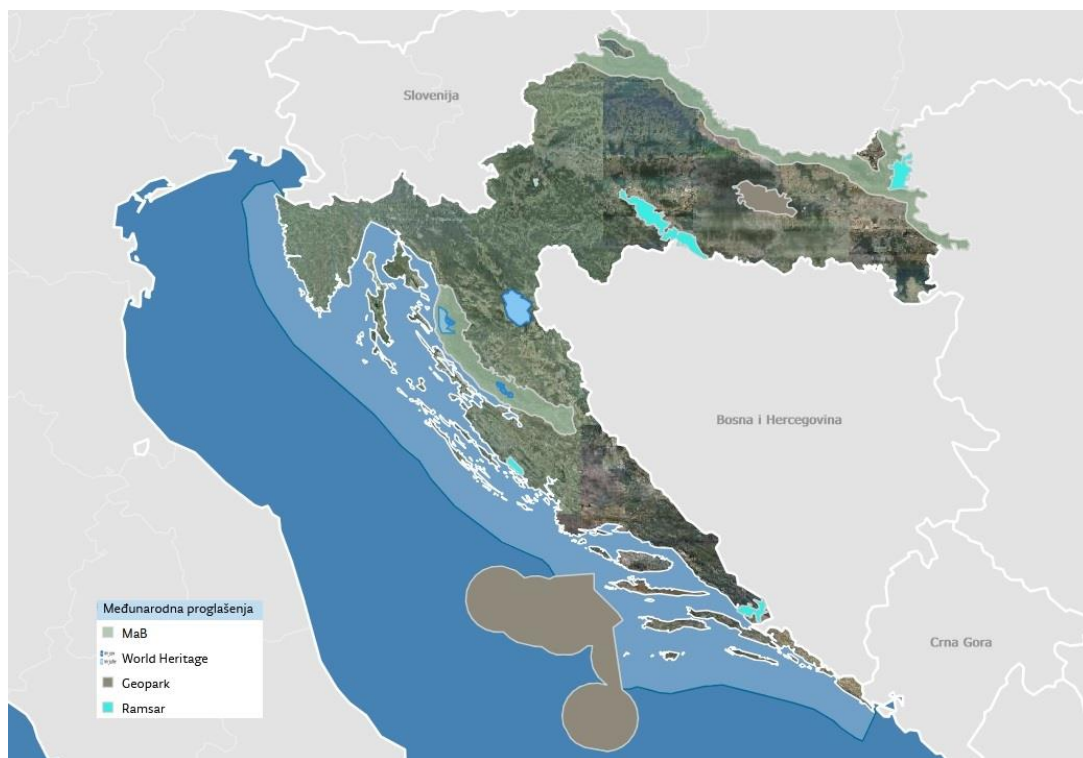 Slovenija
Bosna i Hercegovina
Crna Gora
Međunarodna proglašenja
MaB
World Heritage
Geopark
Ramsar